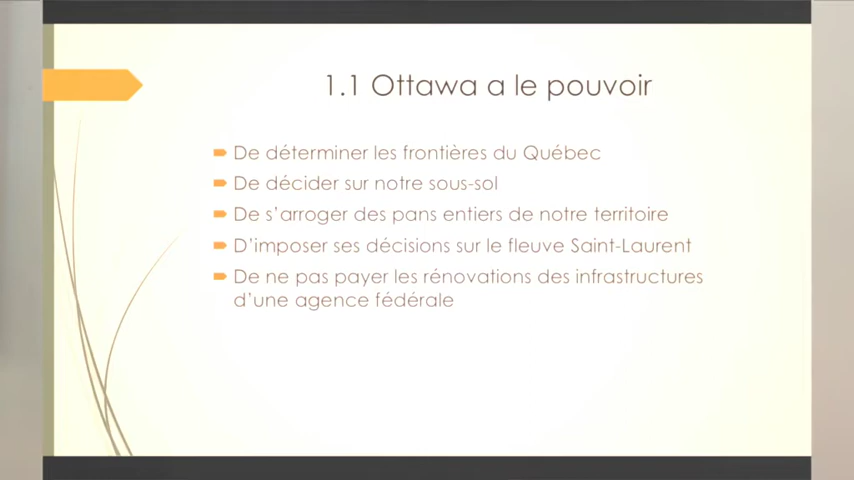 1.1 Ottawa a le pouvoir
De déterminer les frontières du Québec
De décider sur notre sous-sol
De s'arroger des pans entiers de notre territoire
D'imposer ses décisions sur le fleuve Saint-Laurent
De ne pas payer les rénovations des infrastructures
d'une agence fédérale